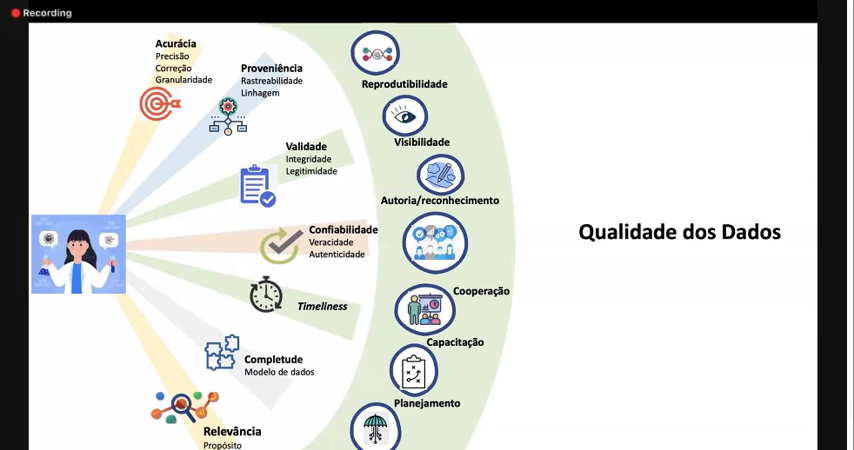 Recording
Acurácia
Precisão
Correção
Granularidade
Proveniência
Rastreabilidade
Linhagem
Validade
Integridade
Legitimidade
Confiabilidade
Veracidade
Autenticidade
Timeliness
Completude
Modelo de dados
Relevância
Propósito
Reprodutibilidade
Visibilidade
Autoria/reconhecimento
Cooperação
Capacitação
Planejamento
Qualidade dos Dados